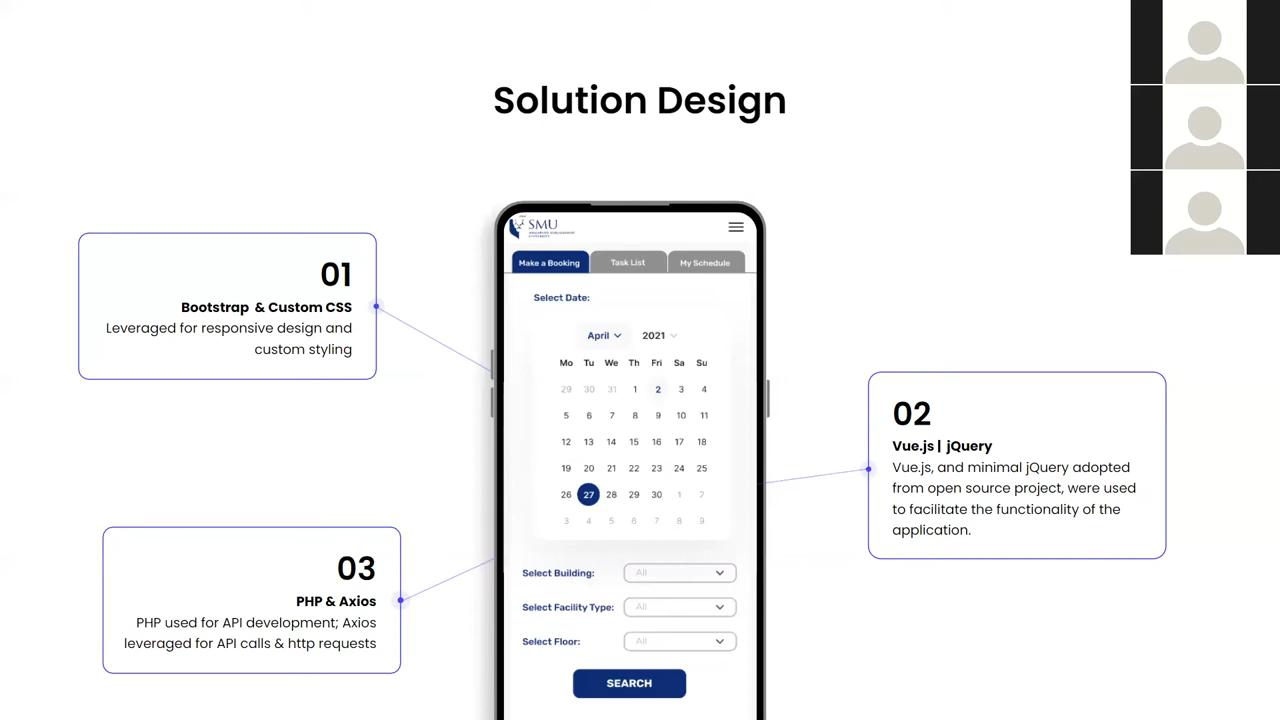 Solution Design
01
Bootstrap & Custom CSS
Leveraged for responsive design and
custom styling
03
PHP & Axios
PHP used for API development; Axios
leveraged for API calls & http requests
SMU
Make a Booking Task List My Schedule
Select Date:
April 2021
Mo Tu We Th Fri Sa Su
29 30 31 1 2 3 4
5 6 7 8 9 10 11
12 13 14 15 16 17 18
19 20 21 22 23 24 25
26 27 28 29 30 1 2
3 4 5 6 7 8 9
Select Building: All
Select Facility Type: All
Select Floor: All
SEARCH
02
Vue.js | jQuery
Vue.js, and minimal jQuery adopted
from open source project, were used
to facilitate the functionality of the
application.